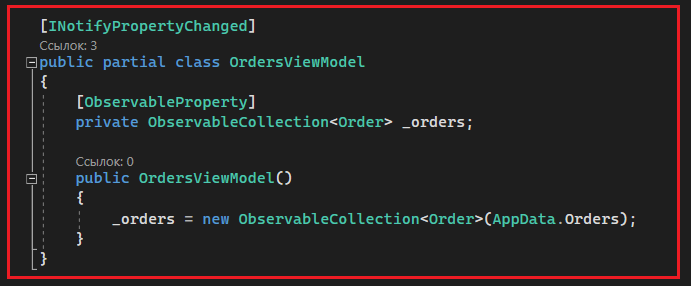 [INotifyPropertyChanged]
Ссылок: 3
public partial class OrdersViewModel
{
[ObservableProperty]
private ObservableCollection<Order> _orders;
Ссылок: 0
public OrdersViewModel()
{
_orders = new ObservableCollection<Order>(AppData.Orders);
}
}